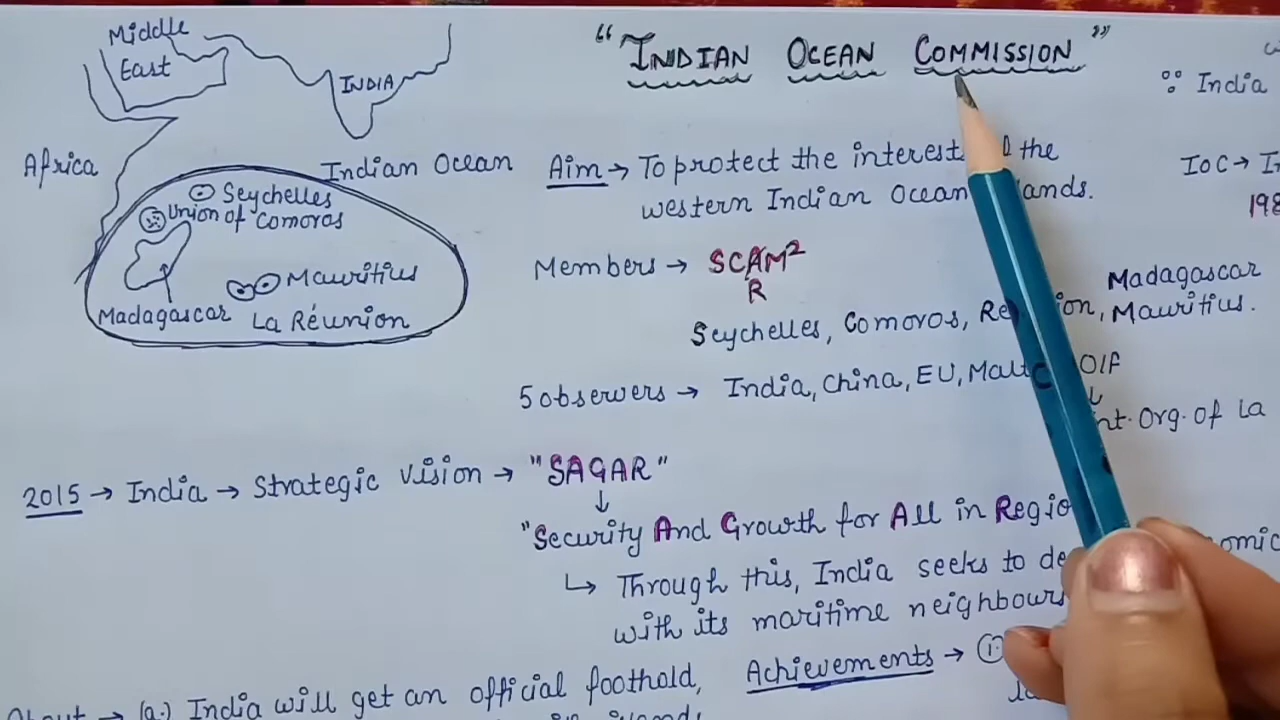 Middle
East
INDIA
Africa
Indian Ocean
Seychelles
Union of Comoros
Mauritius
Madagascar
La Réunion
"INDIAN OCEAN COMMISSION"
∵ India
Aim → To protect the interest the
western Indian Ocean
IOC →
Members → SCAM²
R
Madagascar
Seychelles, Comoros, Mauritius.
5 observers → India, China, EU, OIF
Org. of La
2015 → India → Strategic Vision → "SAGAR"
"Security And Growth for All in
↳ Through this, India seeks to
with its maritime neighbours
(a.) India will get an official foothold,
Achievements → ①